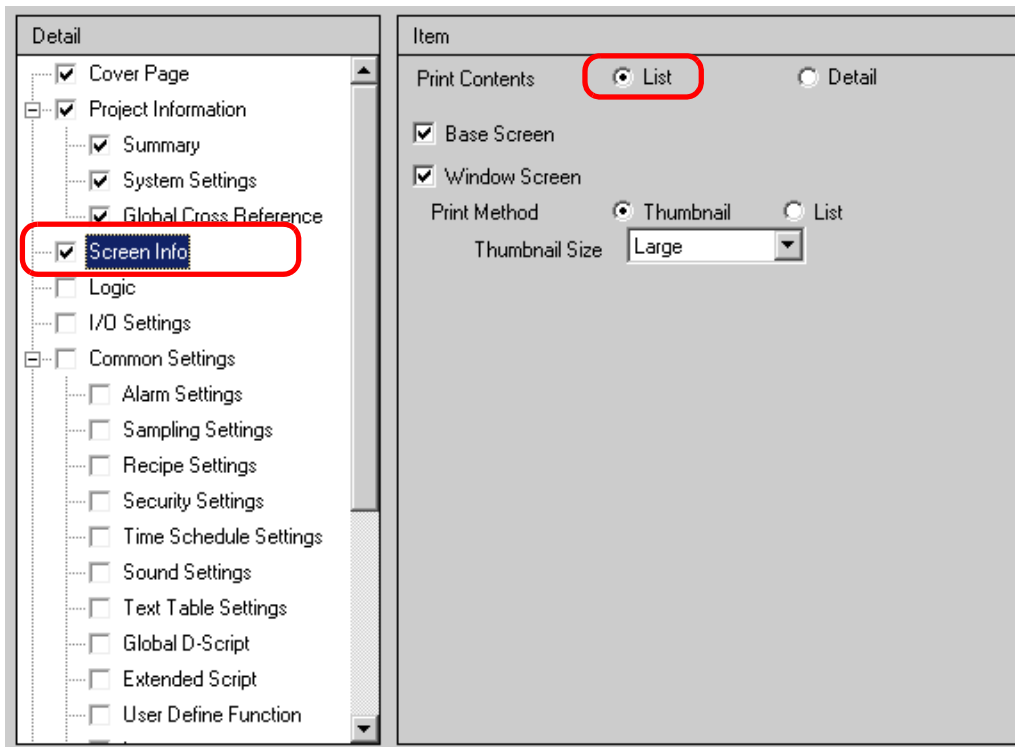 Detail
Cover Page
Project Information
Summary
System Settings
Global Cross Reference
Screen Info
Logic
I/O Settings
Common Settings
Alarm Settings
Sampling Settings
Recipe Settings
Security Settings
Time Schedule Settings
Sound Settings
Text Table Settings
Global D-Script
Extended Script
User Define Function
Item
Print Contents List Detail
Base Screen
Window Screen
Print Method Thumbnail List
Thumbnail Size Large